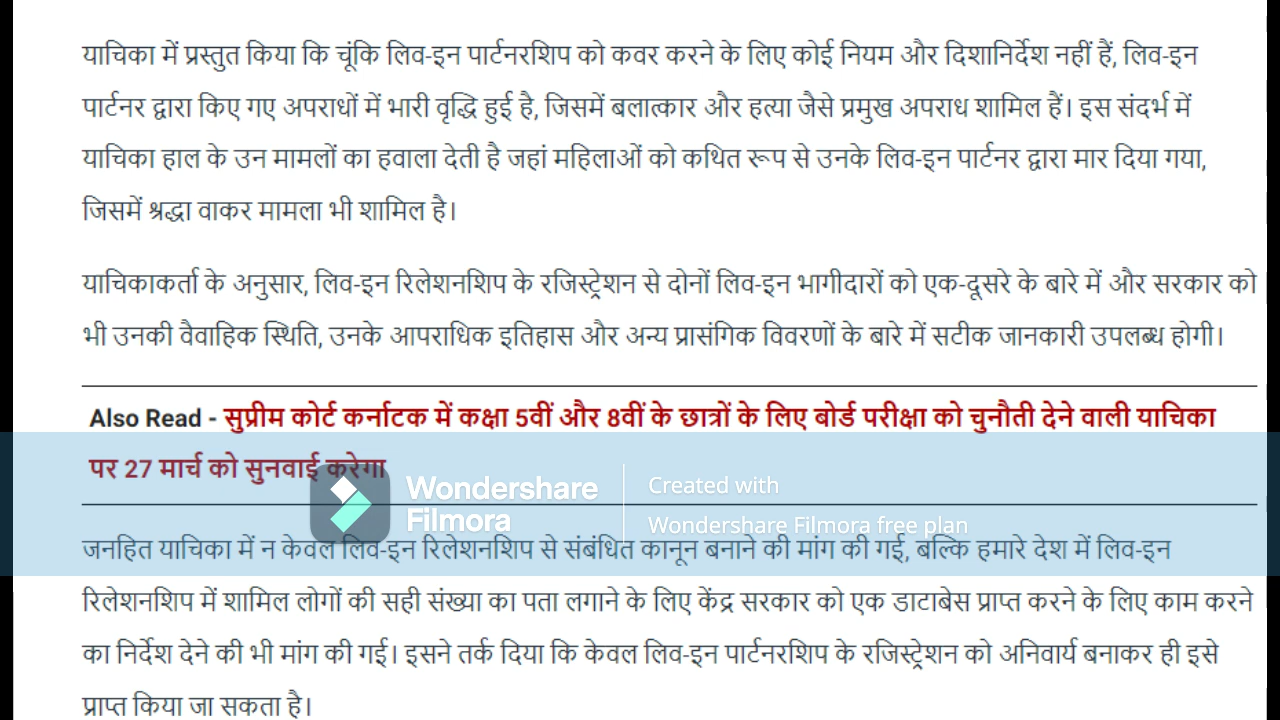 याचिका में प्रस्तुत किया कि चूंकि लिव-इन पार्टनरशिप को कवर करने के लिए कोई नियम और दिशानिर्देश नहीं हैं, लिव-इन
पार्टनर द्वारा किए गए अपराधों में भारी वृद्धि हुई है, जिसमें बलात्कार और हत्या जैसे प्रमुख अपराध शामिल हैं। इस संदर्भ में
याचिका हाल के उन मामलों का हवाला देती है जहां महिलाओं को कथित रूप से उनके लिव-इन पार्टनर द्वारा मार दिया गया,
जिसमें श्रद्धा वाकर मामला भी शामिल है।
याचिकाकर्ता के अनुसार, लिव-इन रिलेशनशिप के रजिस्ट्रेशन से दोनों लिव-इन भागीदारों को एक-दूसरे के बारे में और सरकार को
भी उनकी वैवाहिक स्थिति, उनके आपराधिक इतिहास और अन्य प्रासंगिक विवरणों के बारे में सटीक जानकारी उपलब्ध होगी।
Also Read - सुप्रीम कोर्ट कर्नाटक में कक्षा 5वीं और 8वीं के छात्रों के लिए बोर्ड परीक्षा को चुनौती देने वाली याचिका
पर 27 मार्च को सुनवाई करेगा
Wondershare
Filmora
Created with
Wondershare Filmora free plan
जनहित याचिका में न केवल लिव-इन रिलेशनशिप से संबंधित कानून बनाने की मांग की गई, बल्कि हमारे देश में लिव-इन
रिलेशनशिप में शामिल लोगों की सही संख्या का पता लगाने के लिए केंद्र सरकार को एक डाटाबेस प्राप्त करने के लिए काम करने
का निर्देश देने की भी मांग की गई। इसने तर्क दिया कि केवल लिव-इन पार्टनरशिप के रजिस्ट्रेशन को अनिवार्य बनाकर ही इसे
प्राप्त किया जा सकता है।